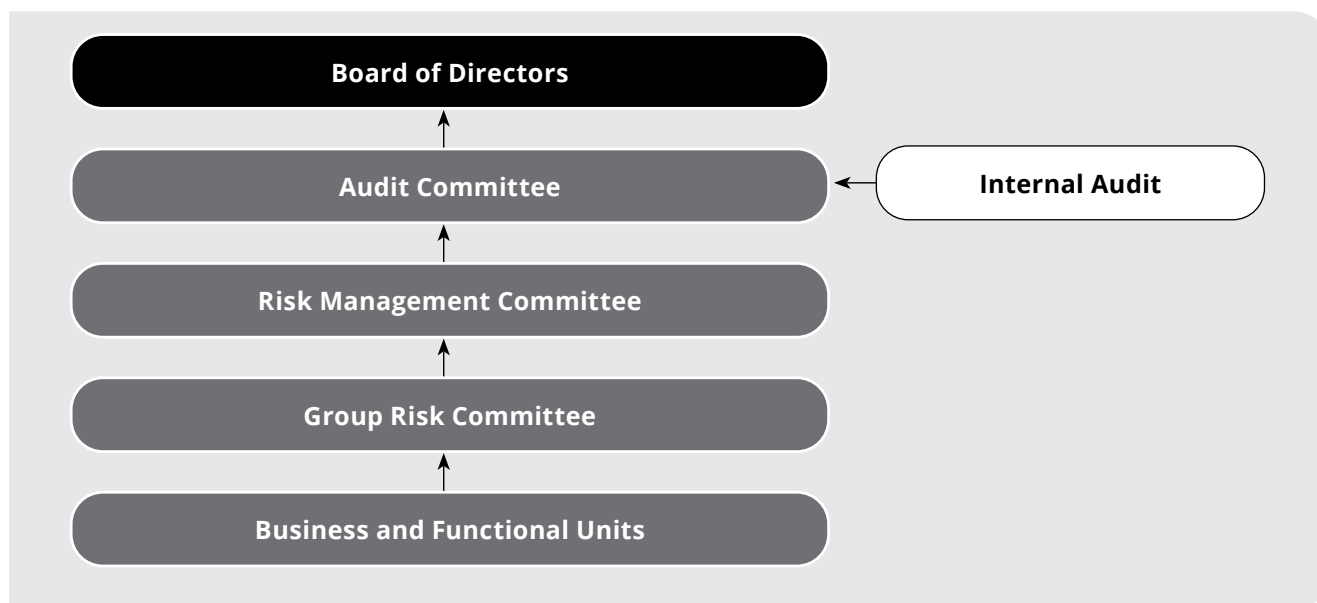 Board of Directors
Audit Committee
Internal Audit
Risk Management Committee
Group Risk Committee
Business and Functional Units